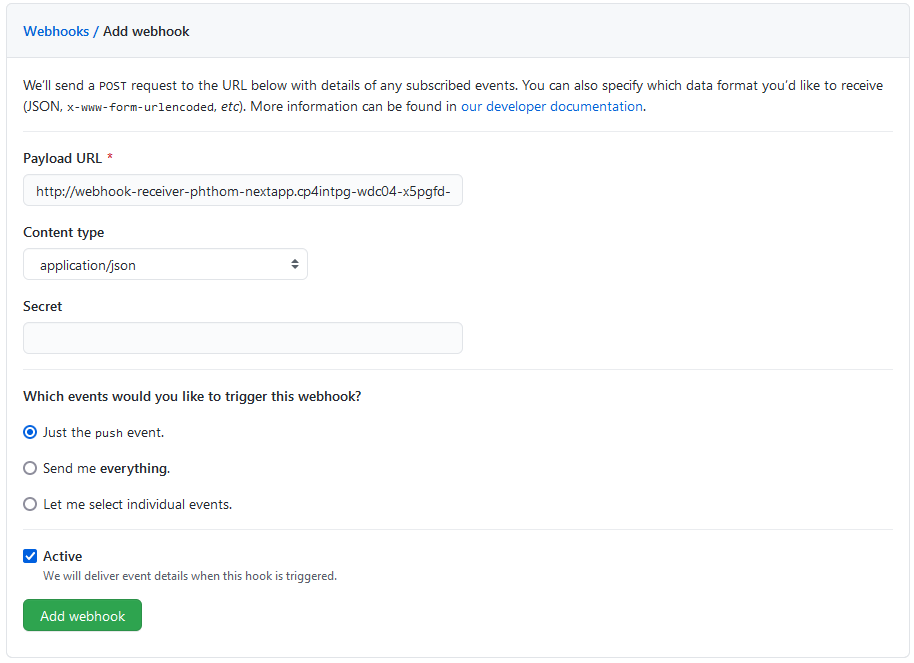 Webhooks / Add webhook
We’ll send a POST request to the URL below with details of any subscribed events. You can also specify which data format you’d like to receive
(JSON, x-www-form-urlencoded, etc). More information can be found in our developer documentation.
Payload URL *
http://webhook-receiver-phthom-nextapp.cp4intpg-wdc04-x5pgfd-
Content type
application/json
Secret
Which events would you like to trigger this webhook?
Just the push event.
Send me everything.
Let me select individual events.
Active
We will deliver event details when this hook is triggered.
Add webhook